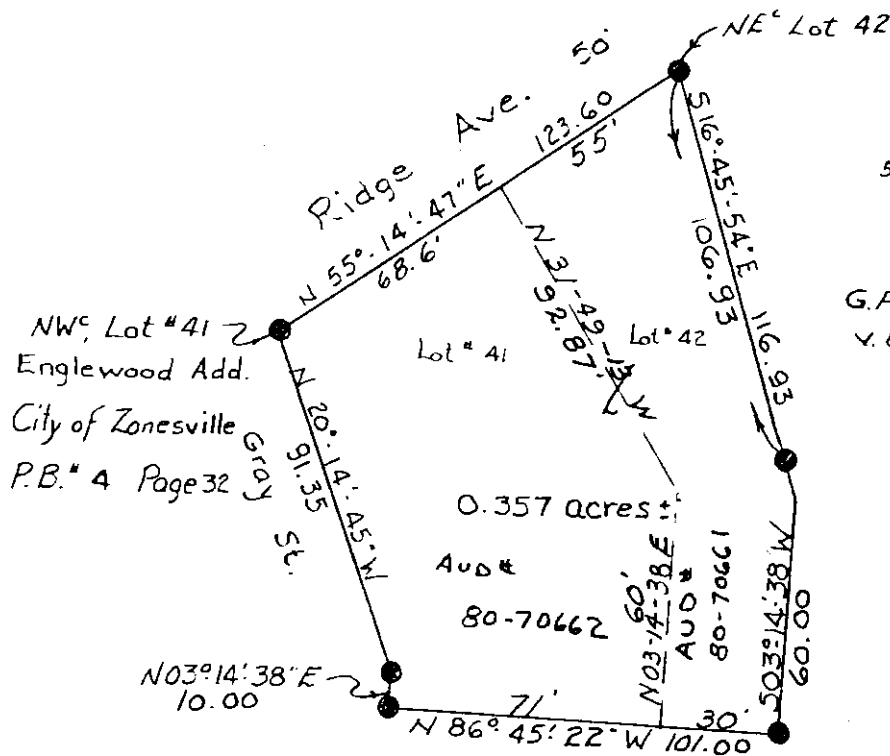 NEc Lot 42
Ridge Ave. 50'
123.60
N 55°-14'-47" E
55'
68.6'
S16°-45'-54"E
106.93 116.93
5
G.F
V. 6
NWc, Lot #41
Englewood Add.
City of Zonesville
P.B.# 4 Page 32
Lot # 41
N 31-49-13 W
92.87'
Lot # 42
N 20°-14'-45" W
91.35
Gray St.
0.357 acres ±
AUD #
80-70662
N03-14-38 E
60'
AUD #
80-70661
S03°-14'-38 W
60.00
N03°14'38"E
10.00
71'
30'
N 86°-45'-22" W 101.00